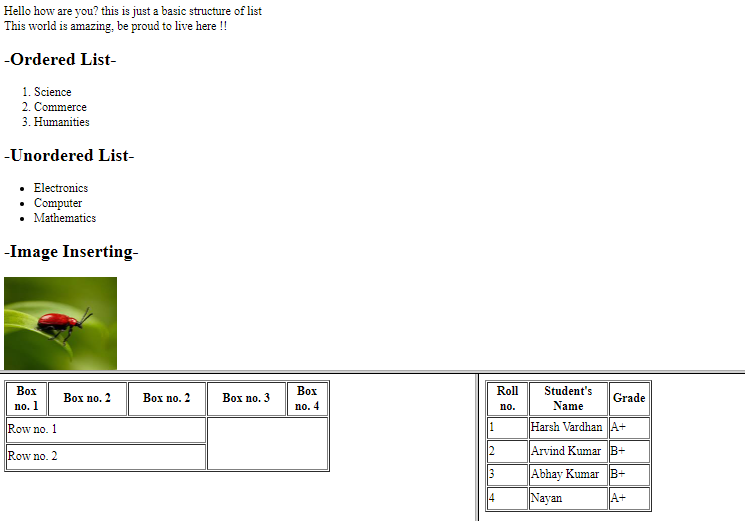 Hello how are you? this is just a basic structure of list
This world is amazing, be proud to live here !!
-Ordered List-
1. Science
2. Commerce
3. Humanities
-Unordered List-
• Electronics
• Computer
• Mathematics
-Image Inserting-
Box no. 1 Box no. 2 Box no. 2 Box no. 3 Box no. 4
Row no. 1
Row no. 2
Roll no. Student's Name Grade
1 Harsh Vardhan A+
2 Arvind Kumar B+
3 Abhay Kumar B+
4 Nayan A+